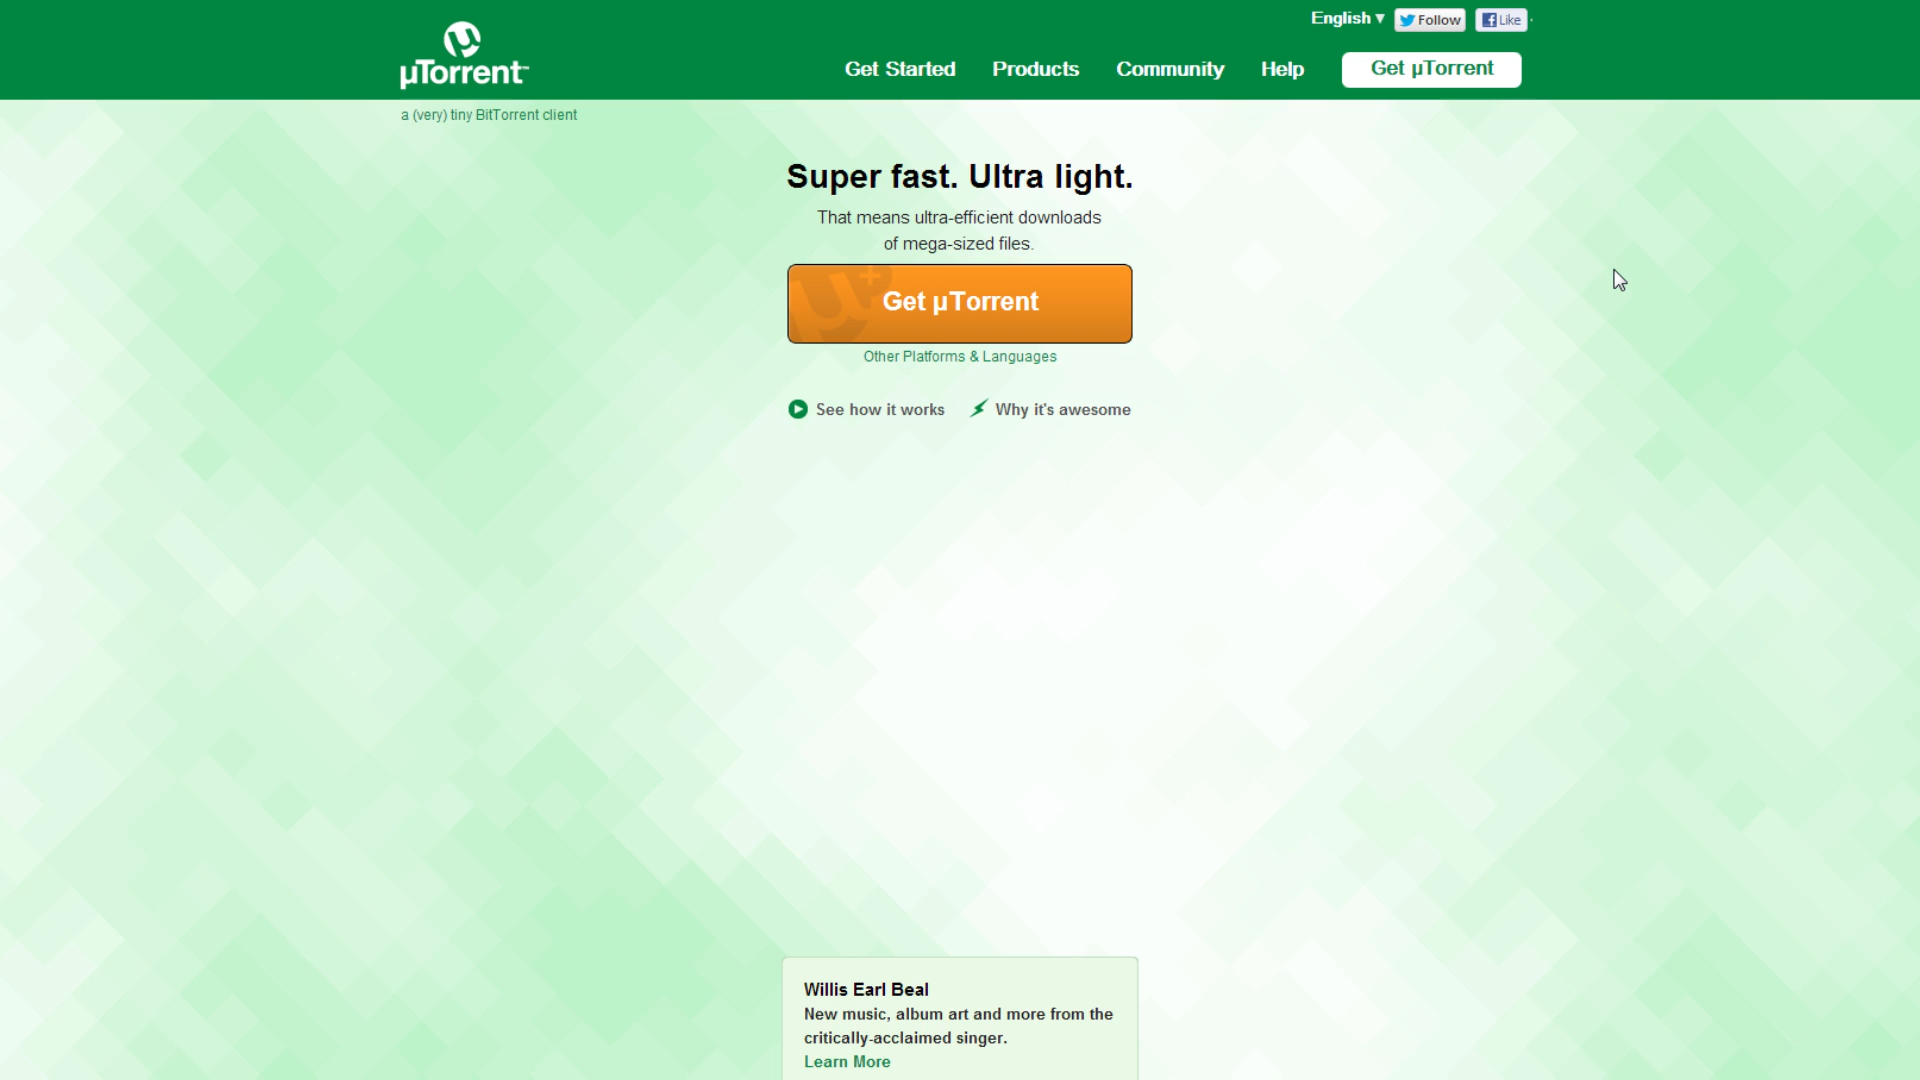 English ▾ Follow Like
µTorrent™
Get Started Products Community Help Get µTorrent
a (very) tiny BitTorrent client
Super fast. Ultra light.
That means ultra-efficient downloads
of mega-sized files.
Get µTorrent
Other Platforms & Languages
See how it works Why it's awesome
Willis Earl Beal
New music, album art and more from the
critically-acclaimed singer.
Learn More